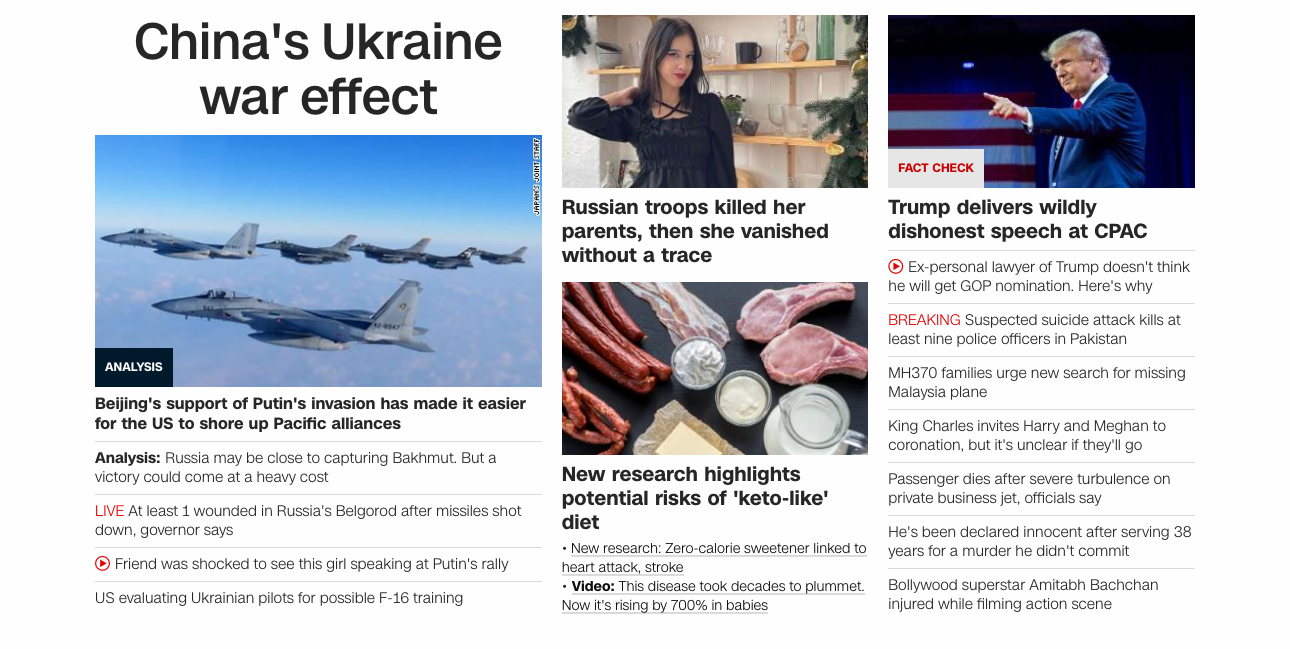 China's Ukraine
war effect
JAPAN'S JOINT STAFF
ANALYSIS
Beijing's support of Putin's invasion has made it easier
for the US to shore up Pacific alliances
Analysis: Russia may be close to capturing Bakhmut. But a
victory could come at a heavy cost
LIVE At least 1 wounded in Russia's Belgorod after missiles shot
down, governor says
Friend was shocked to see this girl speaking at Putin's rally
US evaluating Ukrainian pilots for possible F-16 training
Russian troops killed her
parents, then she vanished
without a trace
New research highlights
potential risks of 'keto-like'
diet
• New research: Zero-calorie sweetener linked to
heart attack, stroke
• Video: This disease took decades to plummet.
Now it's rising by 700% in babies
FACT CHECK
Trump delivers wildly
dishonest speech at CPAC
Ex-personal lawyer of Trump doesn't think
he will get GOP nomination. Here's why
BREAKING Suspected suicide attack kills at
least nine police officers in Pakistan
MH370 families urge new search for missing
Malaysia plane
King Charles invites Harry and Meghan to
coronation, but it's unclear if they'll go
Passenger dies after severe turbulence on
private business jet, officials say
He's been declared innocent after serving 38
years for a murder he didn't commit
Bollywood superstar Amitabh Bachchan
injured while filming action scene